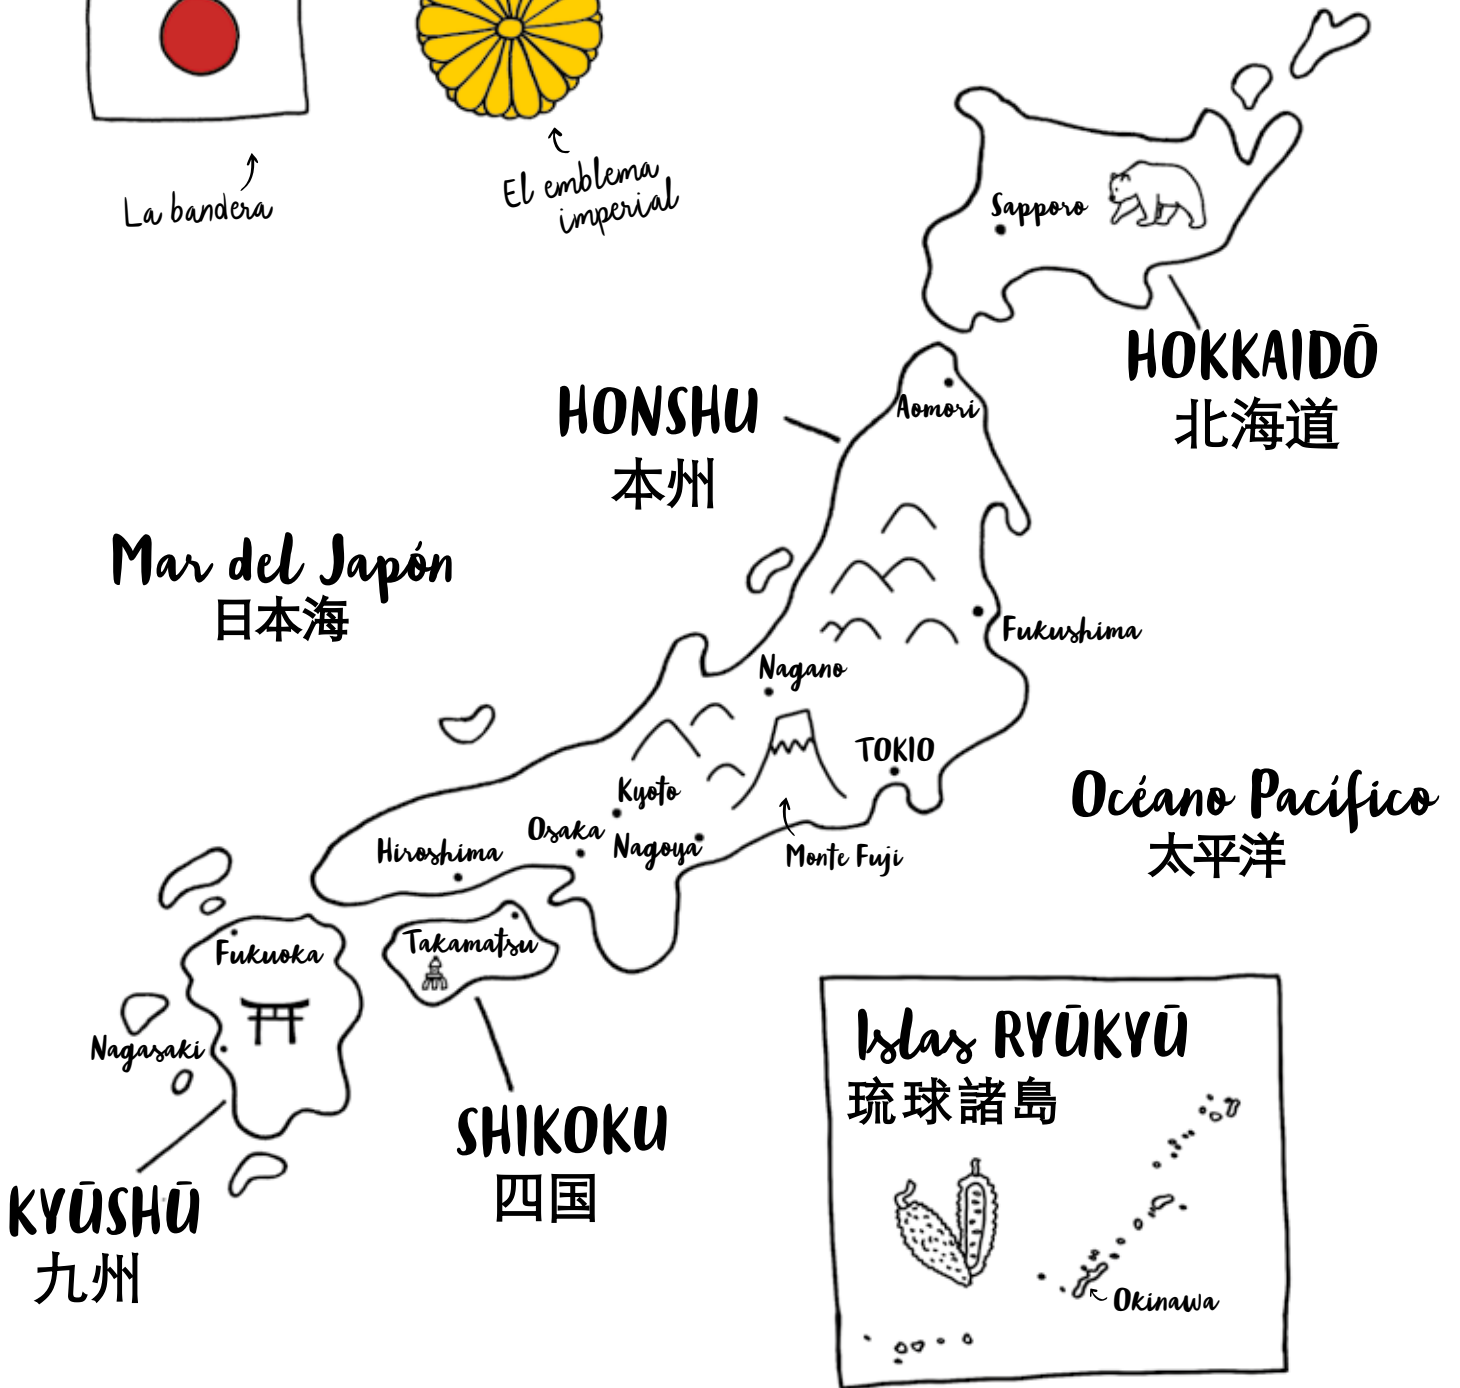 La bandera
El emblema
imperial
Sapporo
HOKKAIDŌ
北海道
HONSHU
本州
Aomori
Mar del Japón
日本海
Fukushima
Nagano
TOKIO
Kyoto
Osaka
Nagoya
Hiroshima
Monte Fuji
Océano Pacífico
太平洋
Takamatsu
Fukuoka
Nagasaki
SHIKOKU
四国
KYŪSHŪ
九州
Islas RYŪKYŪ
琉球諸島
Okinawa